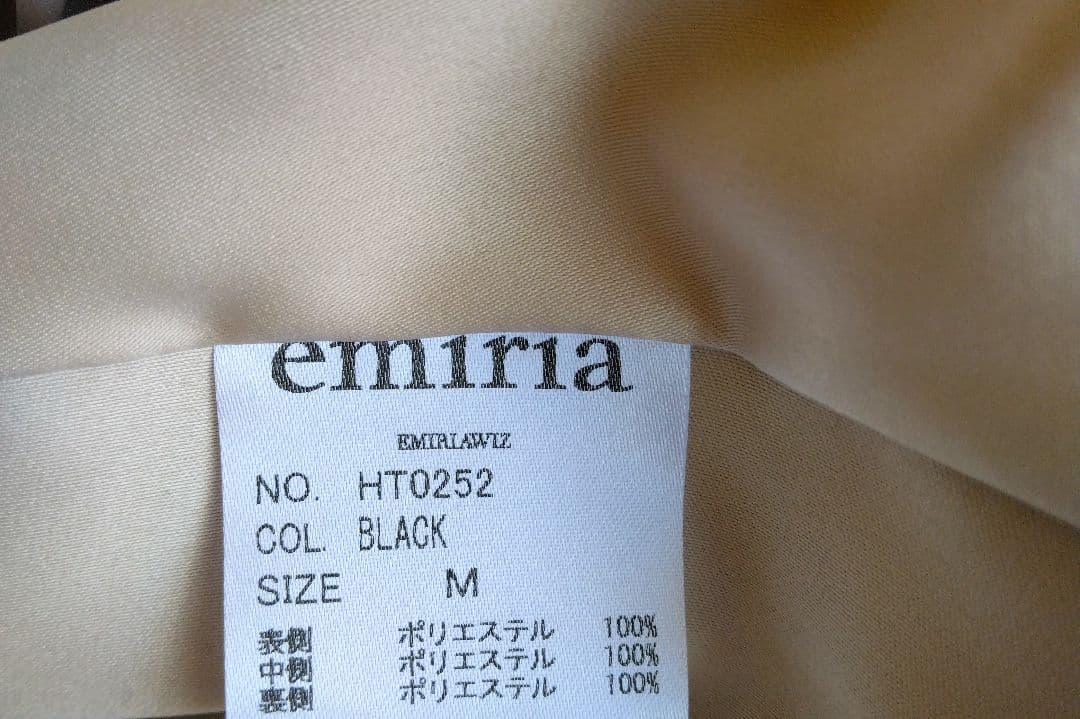 emiria
EMIRIAWIZ
NO. HT0252
COL. BLACK
SIZE M
表側 ポリエステル 100%
中側 ポリエステル 100%
裏側 ポリエステル 100%